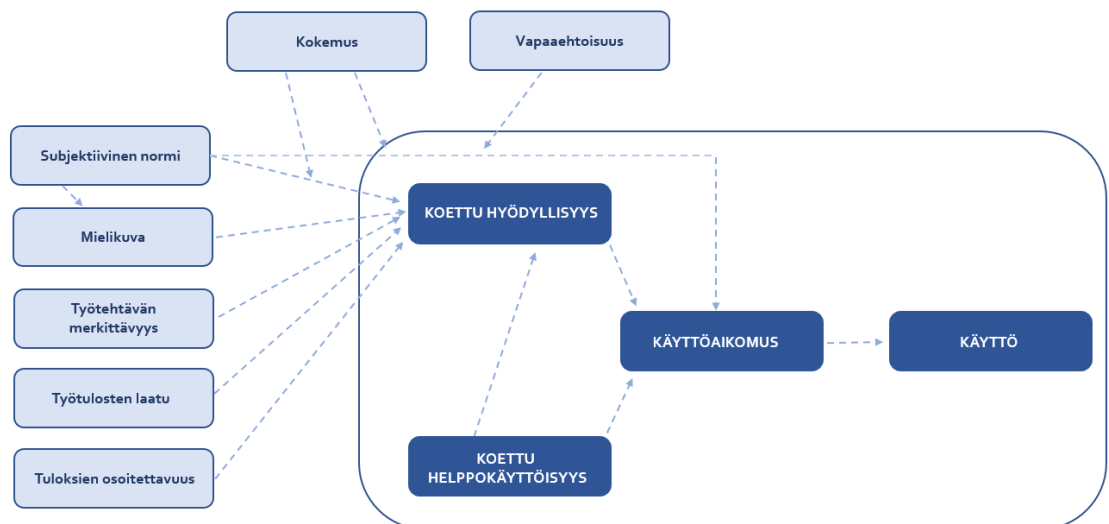 Kokemus
Vapaaehtoisuus
Subjektiivinen normi
Mielikuva
KOETTU HYÖDYLLISYYS
Työtehtävän
merkittävyys
KÄYTTÖAIKOMUS
KÄYTTÖ
Työtulosten laatu
KOETTU
HELPPOKÄYTTÖISYYS
Tuloksien osoitettavuus